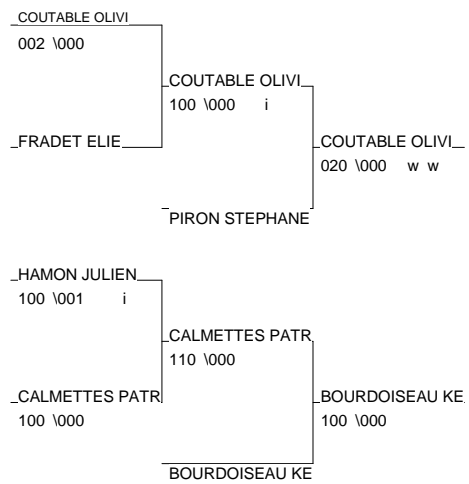 COUTABLE OLIVI
002 \000
COUTABLE OLIVI
100 \000 i
FRADET ELIE
COUTABLE OLIVI
020 \000 w w
PIRON STEPHANE
HAMON JULIEN
100 \001 i
CALMETTES PATR
110 \000
CALMETTES PATR
100 \000
BOURDOISEAU KE
100 \000
BOURDOISEAU KE